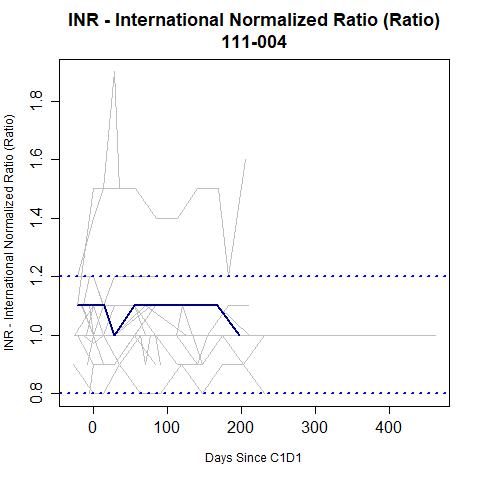 INR - International Normalized Ratio (Ratio)
111-004
INR - International Normalized Ratio (Ratio)
1.8
1.6
1.4
1.2
1.0
0.8
0 100 200 300 400
Days Since C1D1